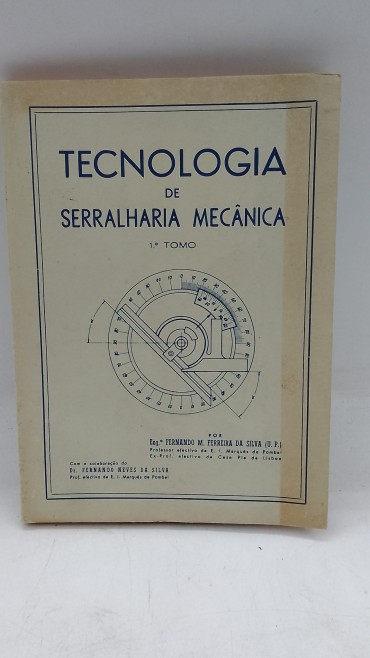 TECNOLOGIA
DE
SERRALHARIA MECÂNICA
1.º TOMO
POR
Eng.º FERNANDO M. FERREIRA DA SILVA (U. P.)
Professor efectivo da E. I. Marquês de Pombal
Ex-Prof. efectivo da Casa Pia de Lisboa
Com a colaboração do
Dr. FERNANDO NEVES DA SILVA
Prof. efectivo da E. I. Marquês de Pombal